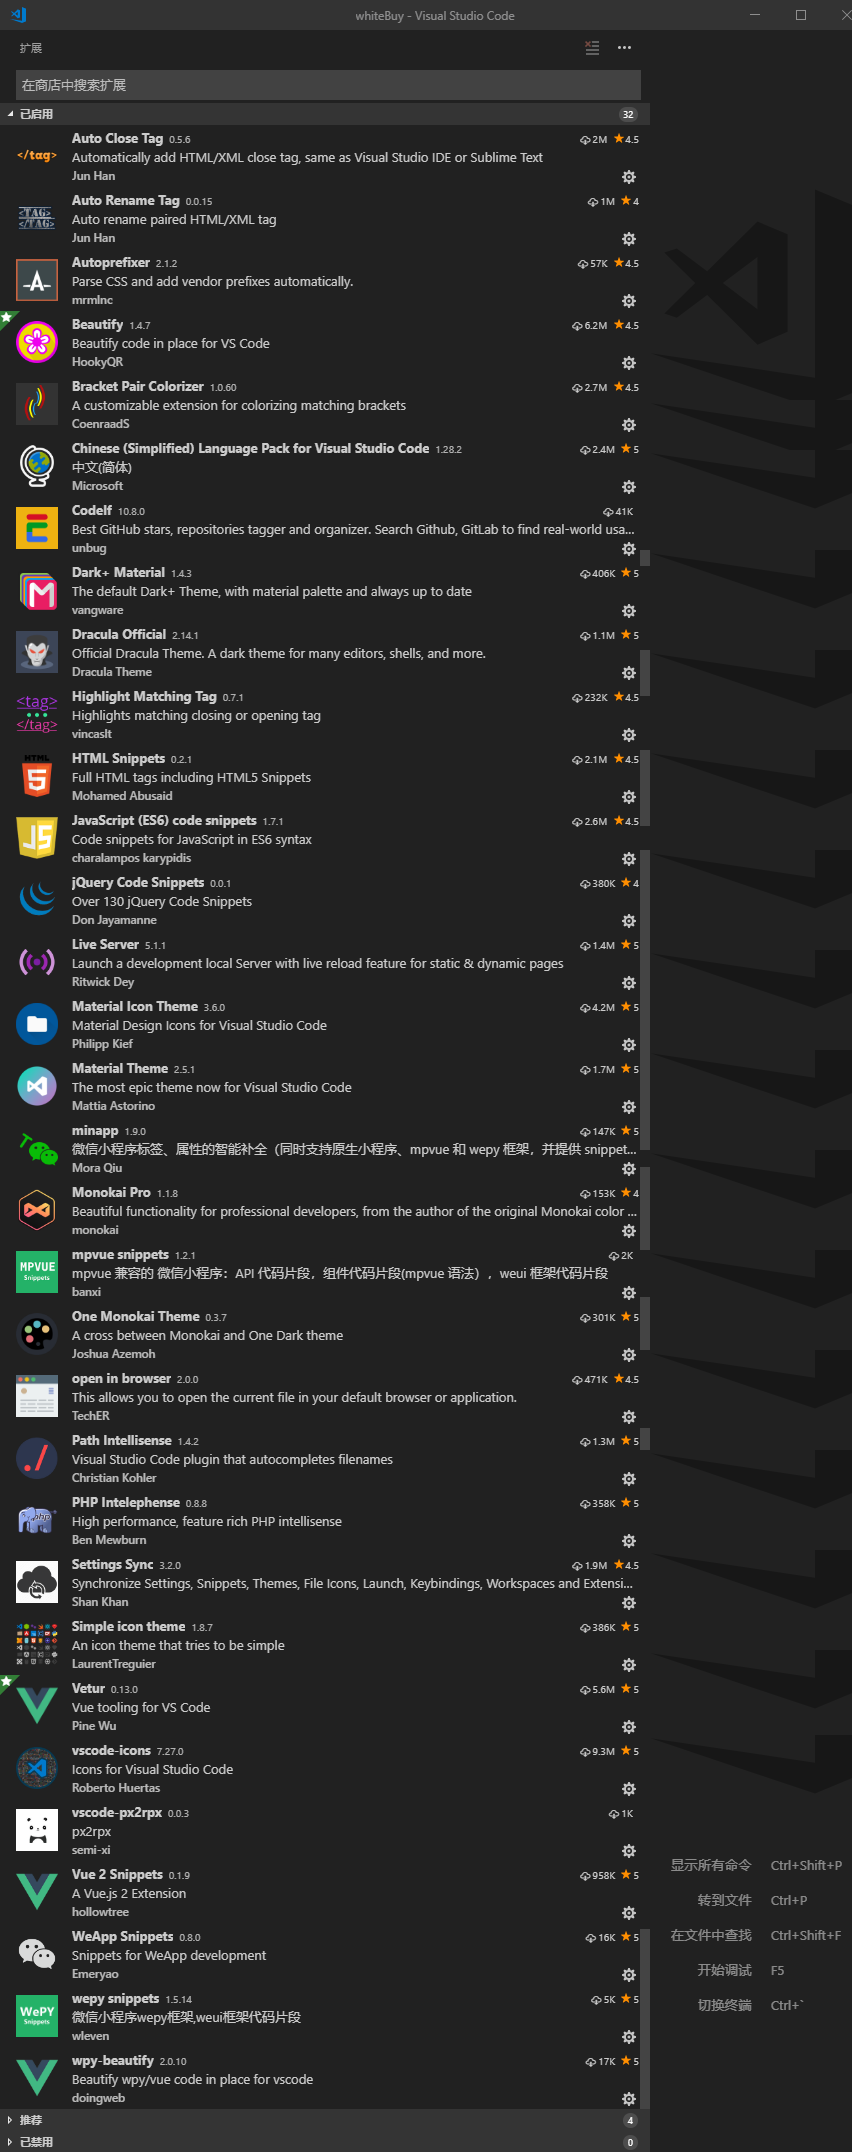 whiteBuy - Visual Studio Code
扩展
在商店中搜索扩展
已启用 32
Auto Close Tag 0.5.6 2M 4.5
Automatically add HTML/XML close tag, same as Visual Studio IDE or Sublime Text
Jun Han
Auto Rename Tag 0.0.15 1M 4
Auto rename paired HTML/XML tag
Jun Han
Autoprefixer 2.1.2 57K 4.5
Parse CSS and add vendor prefixes automatically.
mrmlnc
Beautify 1.4.7 6.2M 4.5
Beautify code in place for VS Code
HookyQR
Bracket Pair Colorizer 1.0.60 2.7M 4.5
A customizable extension for colorizing matching brackets
CoenraadS
Chinese (Simplified) Language Pack for Visual Studio Code 1.28.2 2.4M 5
中文(简体)
Microsoft
Codelf 10.8.0 41K
Best GitHub stars, repositories tagger and organizer. Search Github, GitLab to find real-world usa...
unbug
Dark+ Material 1.4.3 406K 5
The default Dark+ Theme, with material palette and always up to date
vangware
Dracula Official 2.14.1 1.1M 5
Official Dracula Theme. A dark theme for many editors, shells, and more.
Dracula Theme
Highlight Matching Tag 0.7.1 232K 4.5
Highlights matching closing or opening tag
vincaslt
HTML Snippets 0.2.1 2.1M 4.5
Full HTML tags including HTML5 Snippets
Mohamed Abusaid
JavaScript (ES6) code snippets 1.7.1 2.6M 4.5
Code snippets for JavaScript in ES6 syntax
charalampos karypidis
jQuery Code Snippets 0.0.1 380K 4
Over 130 jQuery Code Snippets
Don Jayamanne
Live Server 5.1.1 1.4M 5
Launch a development local Server with live reload feature for static & dynamic pages
Ritwick Dey
Material Icon Theme 3.6.0 4.2M 5
Material Design Icons for Visual Studio Code
Philipp Kief
Material Theme 2.5.1 1.7M 5
The most epic theme now for Visual Studio Code
Mattia Astorino
minapp 1.9.0 147K 5
微信小程序标签、属性的智能补全（同时支持原生小程序、mpvue 和 wepy 框架，并提供 snippet...
Mora Qiu
Monokai Pro 1.1.8 153K 4
Beautiful functionality for professional developers, from the author of the original Monokai color ...
monokai
mpvue snippets 1.2.1 2K
mpvue 兼容的 微信小程序：API 代码片段，组件代码片段(mpvue 语法），weui 框架代码片段
banxi
One Monokai Theme 0.3.7 301K 5
A cross between Monokai and One Dark theme
Joshua Azemoh
open in browser 2.0.0 471K 4.5
This allows you to open the current file in your default browser or application.
TechER
Path Intellisense 1.4.2 1.3M 5
Visual Studio Code plugin that autocompletes filenames
Christian Kohler
PHP Intelephense 0.8.8 358K 5
High performance, feature rich PHP intellisense
Ben Mewburn
Settings Sync 3.2.0 1.9M 4.5
Synchronize Settings, Snippets, Themes, File Icons, Launch, Keybindings, Workspaces and Extensi...
Shan Khan
Simple icon theme 1.8.7 386K 5
An icon theme that tries to be simple
LaurentTreguier
Vetur 0.13.0 5.6M 5
Vue tooling for VS Code
Pine Wu
vscode-icons 7.27.0 9.3M 5
Icons for Visual Studio Code
Roberto Huertas
vscode-px2rpx 0.0.3 1K
px2rpx
semi-xi
Vue 2 Snippets 0.1.9 958K 5
A Vue.js 2 Extension
hollowtree
WeApp Snippets 0.8.0 16K 5
Snippets for WeApp development
Emeryao
wepy snippets 1.5.14 5K 5
微信小程序wepy框架,weui框架代码片段
wleven
wpy-beautify 2.0.10 17K 5
Beautify wpy/vue code in place for vscode
doingweb
推荐 4
已禁用 0
显示所有命令 Ctrl+Shift+P
转到文件 Ctrl+P
在文件中查找 Ctrl+Shift+F
开始调试 F5
切换终端 Ctrl+`